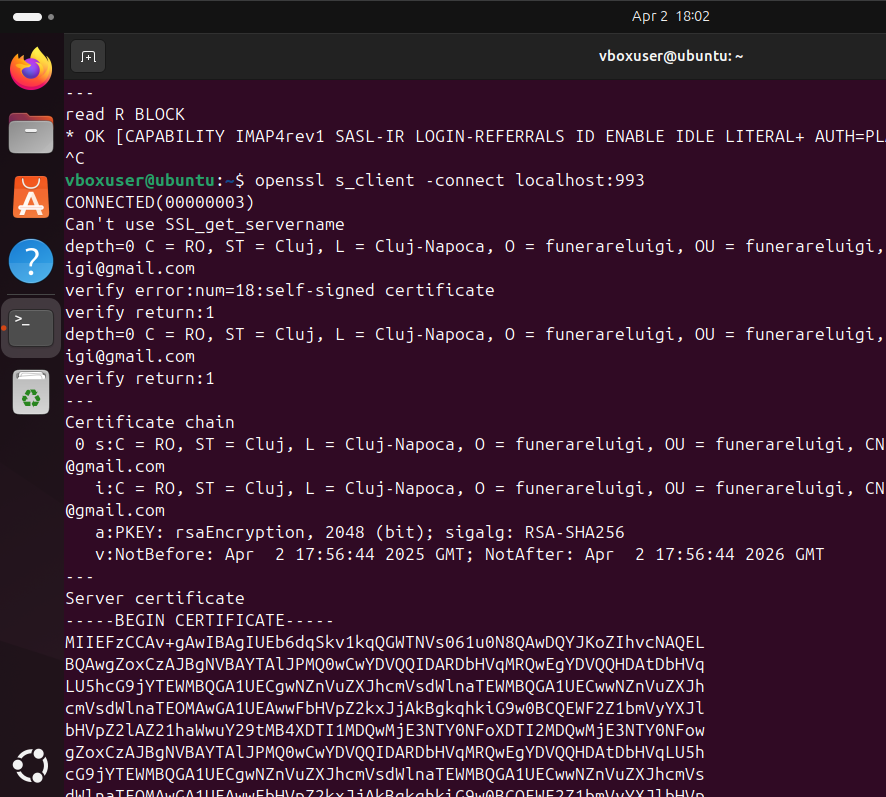 Apr 2 18:02
vboxuser@ubuntu: ~
---
read R BLOCK
* OK [CAPABILITY IMAP4rev1 SASL-IR LOGIN-REFERRALS ID ENABLE IDLE LITERAL+ AUTH=PL
^C
vboxuser@ubuntu:~$ openssl s_client -connect localhost:993
CONNECTED(00000003)
Can't use SSL_get_servername
depth=0 C = RO, ST = Cluj, L = Cluj-Napoca, O = funerareluigi, OU = funerareluigi,
igi@gmail.com
verify error:num=18:self-signed certificate
verify return:1
depth=0 C = RO, ST = Cluj, L = Cluj-Napoca, O = funerareluigi, OU = funerareluigi,
igi@gmail.com
verify return:1
---
Certificate chain
 0 s:C = RO, ST = Cluj, L = Cluj-Napoca, O = funerareluigi, OU = funerareluigi, CN
@gmail.com
   i:C = RO, ST = Cluj, L = Cluj-Napoca, O = funerareluigi, OU = funerareluigi, CN
@gmail.com
   a:PKEY: rsaEncryption, 2048 (bit); sigalg: RSA-SHA256
   v:NotBefore: Apr  2 17:56:44 2025 GMT; NotAfter: Apr  2 17:56:44 2026 GMT
---
Server certificate
-----BEGIN CERTIFICATE-----
MIIEFzCCAv+gAwIBAgIUEb6dqSkv1kqQGWTNVs061u0N8QAwDQYJKoZIhvcNAQEL
BQAwgZoxCzAJBgNVBAYTAlJPMQ0wCwYDVQQIDARDbHVqMRQwEgYDVQQHDAtDbHVq
LU5hcG9jYTEWMBQGA1UECgwNZnVuZXJhcmVsdWlnaTEWMBQGA1UECwwNZnVuZXJh
cmVsdWlnaTEOMAwGA1UEAwwFbHVpZ2kxJjAkBgkqhkiG9w0BCQEWF2Z1bmVyYXJl
bHVpZ2lAZ21haWwuY29tMB4XDTI1MDQwMjE3NTY0NFoXDTI2MDQwMjE3NTY0NFow
gZoxCzAJBgNVBAYTAlJPMQ0wCwYDVQQIDARDbHVqMRQwEgYDVQQHDAtDbHVqLU5h
cG9jYTEWMBQGA1UECgwNZnVuZXJhcmVsdWlnaTEWMBQGA1UECwwNZnVuZXJhcmVs
dWlnaTEOMAwGA1UEAwwFbHVpZ2kxJjAkBgkqhkiG9w0BCQEWF2Z1bmVyYXJlbHVp